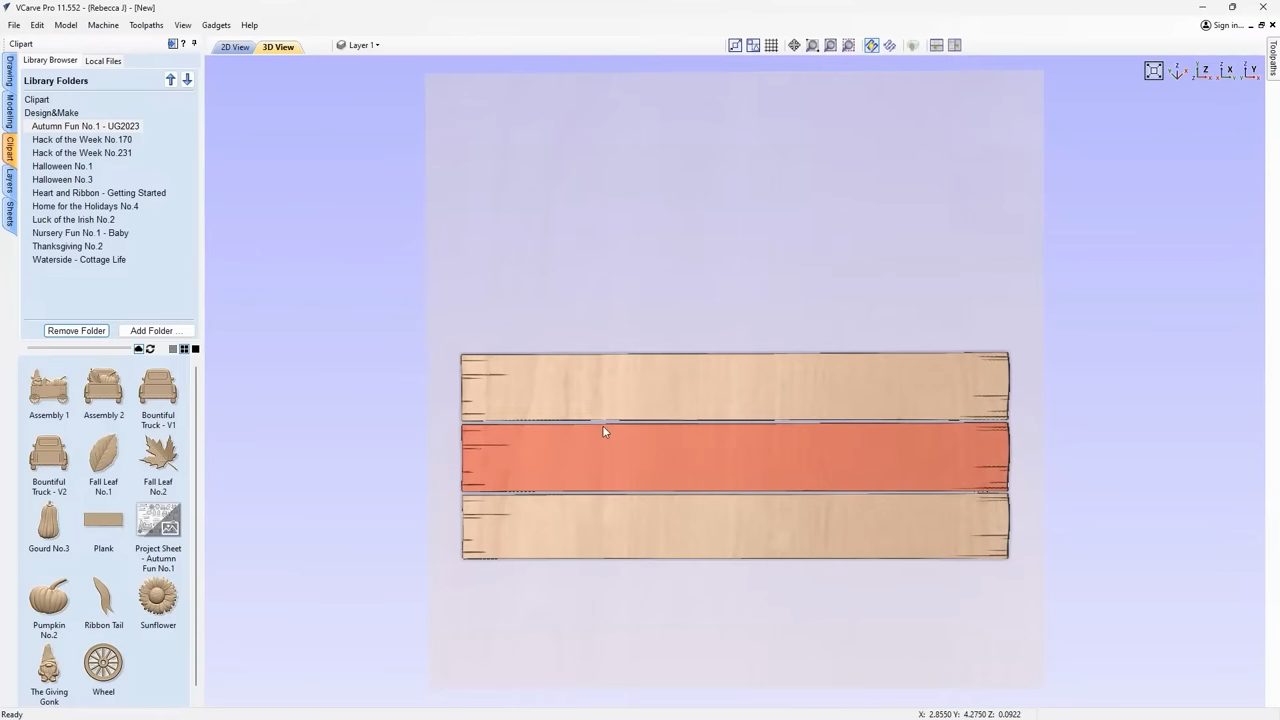 VCarve Pro 11.552 - {Rebecca J} - [New]
File Edit Model Machine Toolpaths View Gadgets Help
Sign in...
Clipart
?
2D View 3D View
Layer 1
Toolpaths
Drawing
Modeling
Clipart
Layers
Sheets
Library Browser Local Files
Library Folders
Clipart
Design&Make
Autumn Fun No.1 - UG2023
Hack of the Week No.170
Hack of the Week No.231
Halloween No.1
Halloween No.3
Heart and Ribbon - Getting Started
Home for the Holidays No.4
Luck of the Irish No.2
Nursery Fun No.1 - Baby
Thanksgiving No.2
Waterside - Cottage Life
Remove Folder Add Folder ...
Assembly 1 Assembly 2 Bountiful
Truck - V1
Bountiful Fall Leaf Fall Leaf
Truck - V2 No.1 No.2
Gourd No.3 Plank Project Sheet
- Autumn
Fun No.1
Pumpkin Ribbon Tail Sunflower
No.2
The Giving Wheel
Gonk
Z X Y
Ready
X: 2.8550 Y: 4.2750 Z: 0.0922